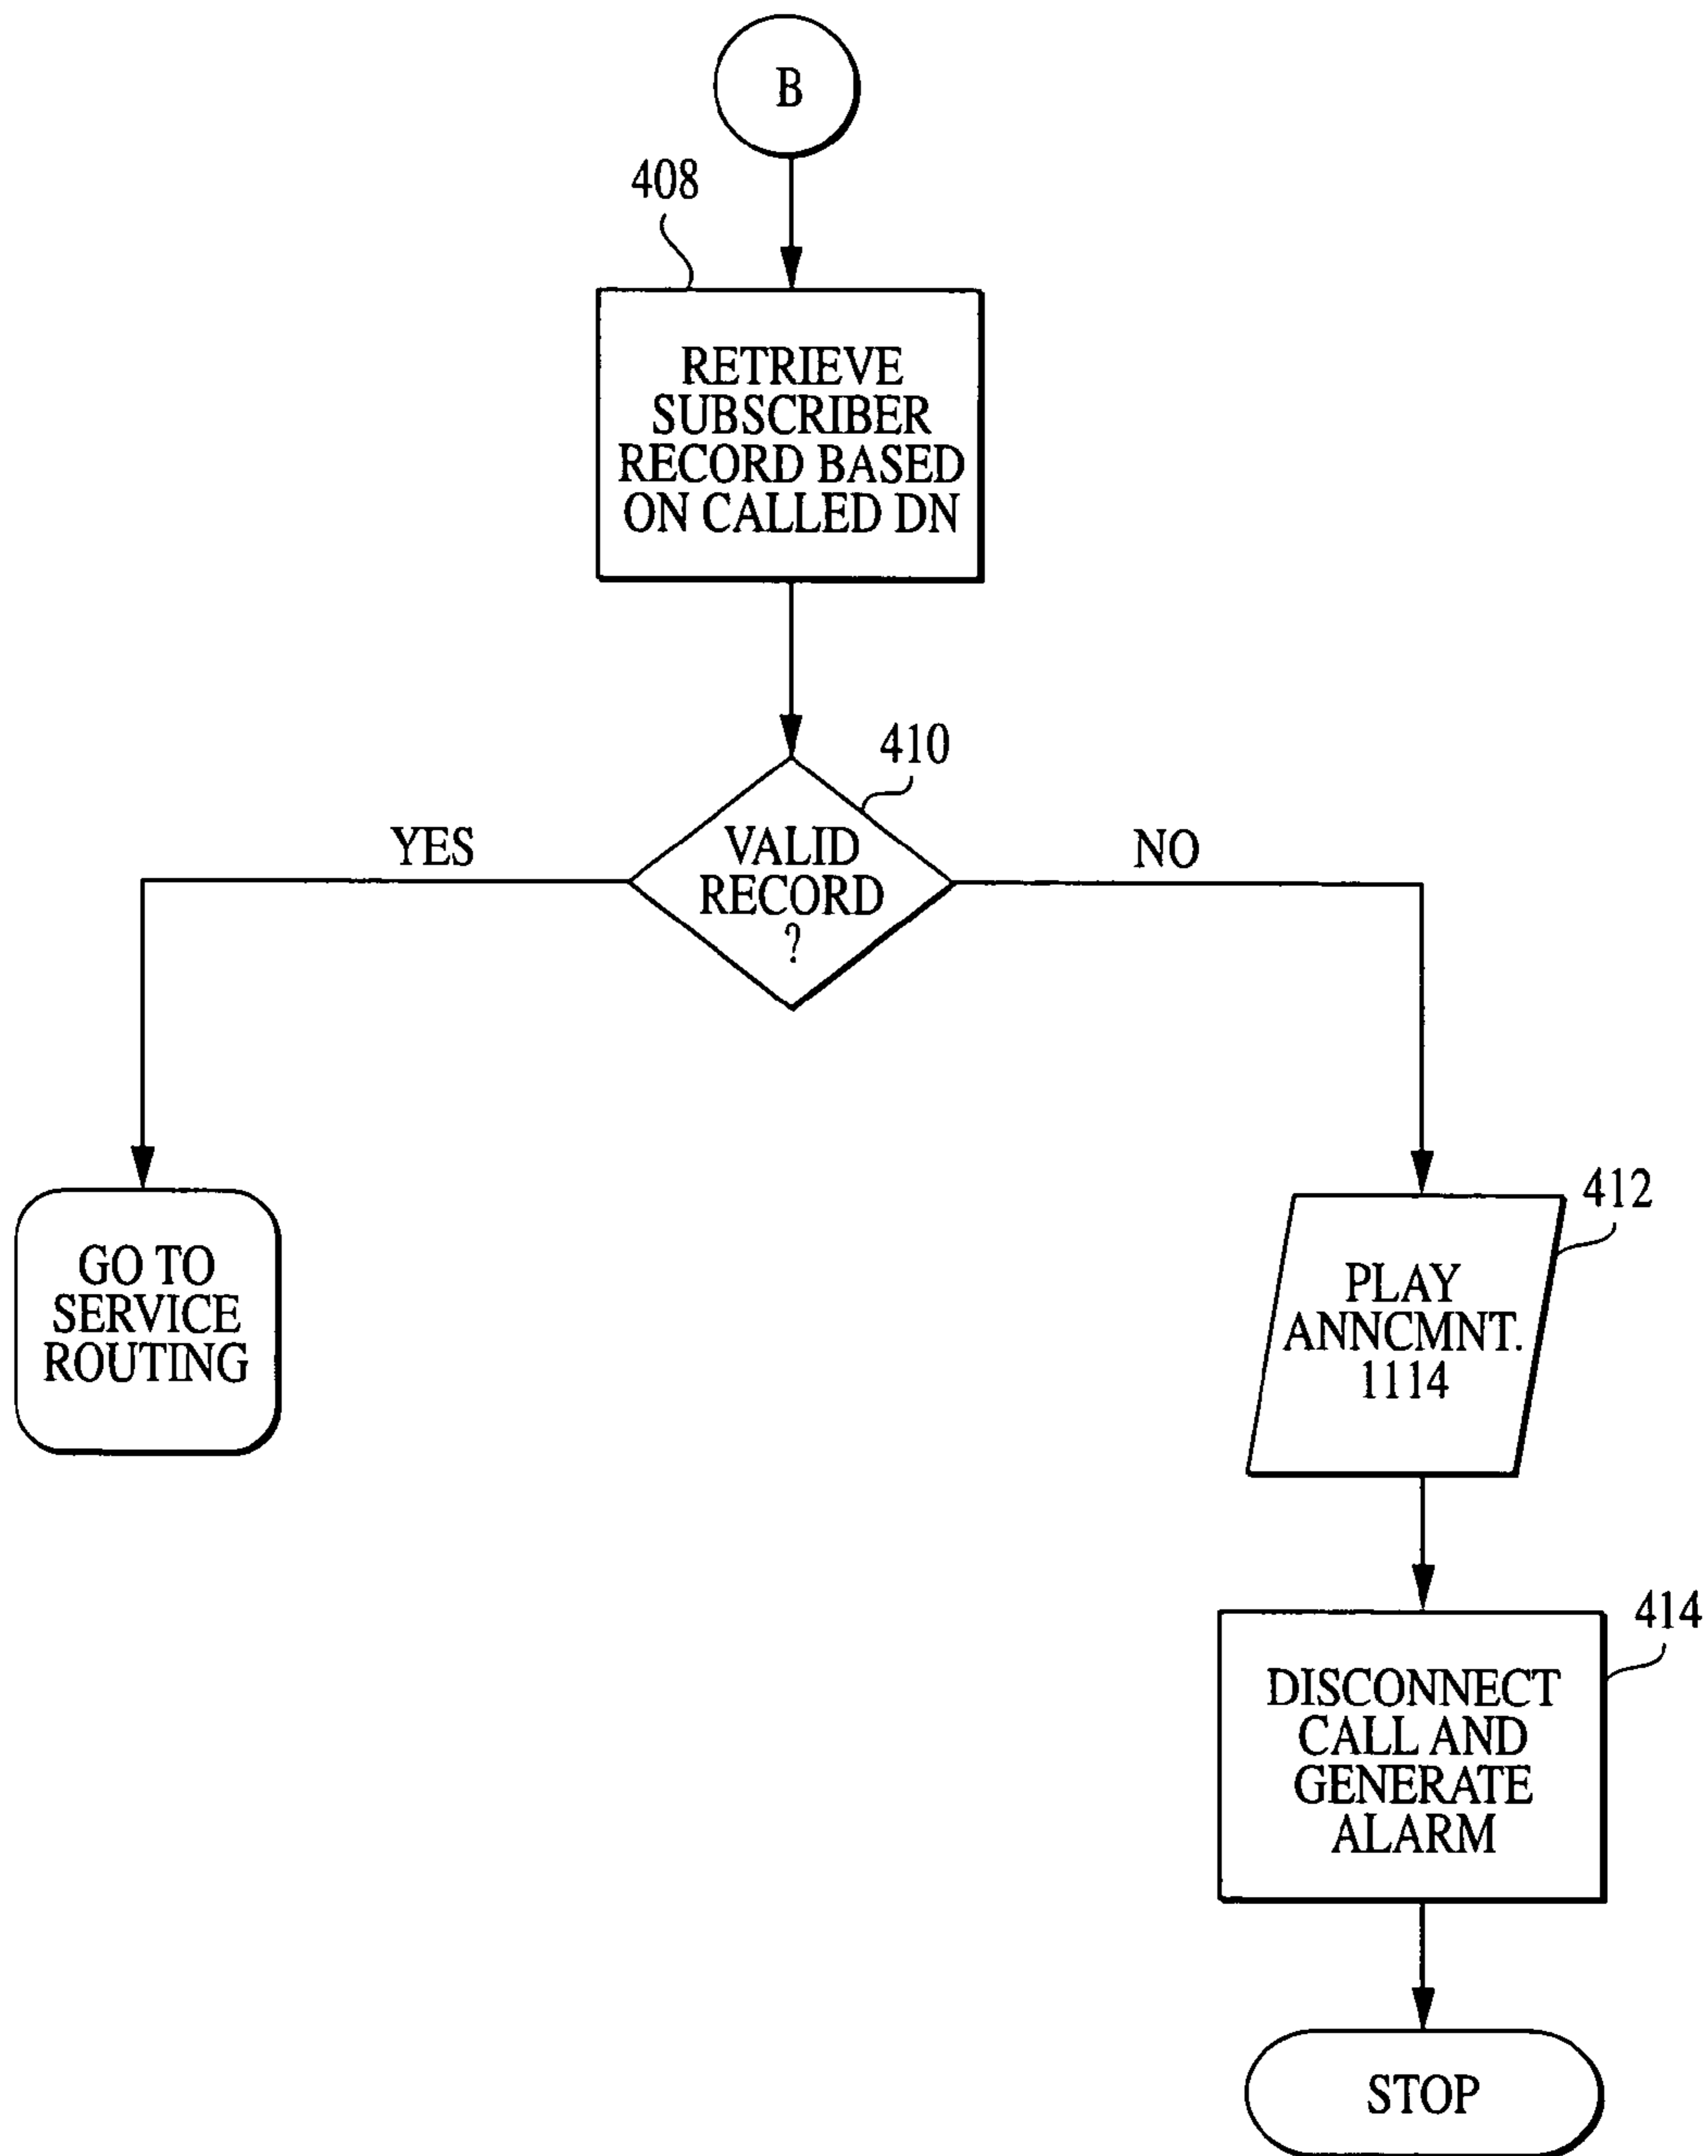 B
408
RETRIEVE
SUBSCRIBER
RECORD BASED
ON CALLED DN
410
YES
VALID
RECORD
?
NO
GO TO
SERVICE
ROUTING
412
PLAY
ANNCMNT.
1114
414
DISCONNECT
CALL AND
GENERATE
ALARM
STOP